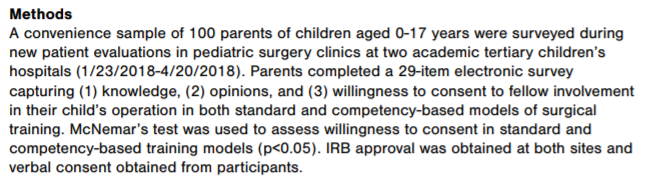 Methods
A convenience sample of 100 parents of children aged 0-17 years were surveyed during
new patient evaluations in pediatric surgery clinics at two academic tertiary children's
hospitals (1/23/2018-4/20/2018). Parents completed a 29-item electronic survey
capturing (1) knowledge, (2) opinions, and (3) willingness to consent to fellow involvement
in their child's operation in both standard and competency-based models of surgical
training. McNemar's test was used to assess willingness to consent in standard and
competency-based training models (p<0.05). IRB approval was obtained at both sites and
verbal consent obtained from participants.